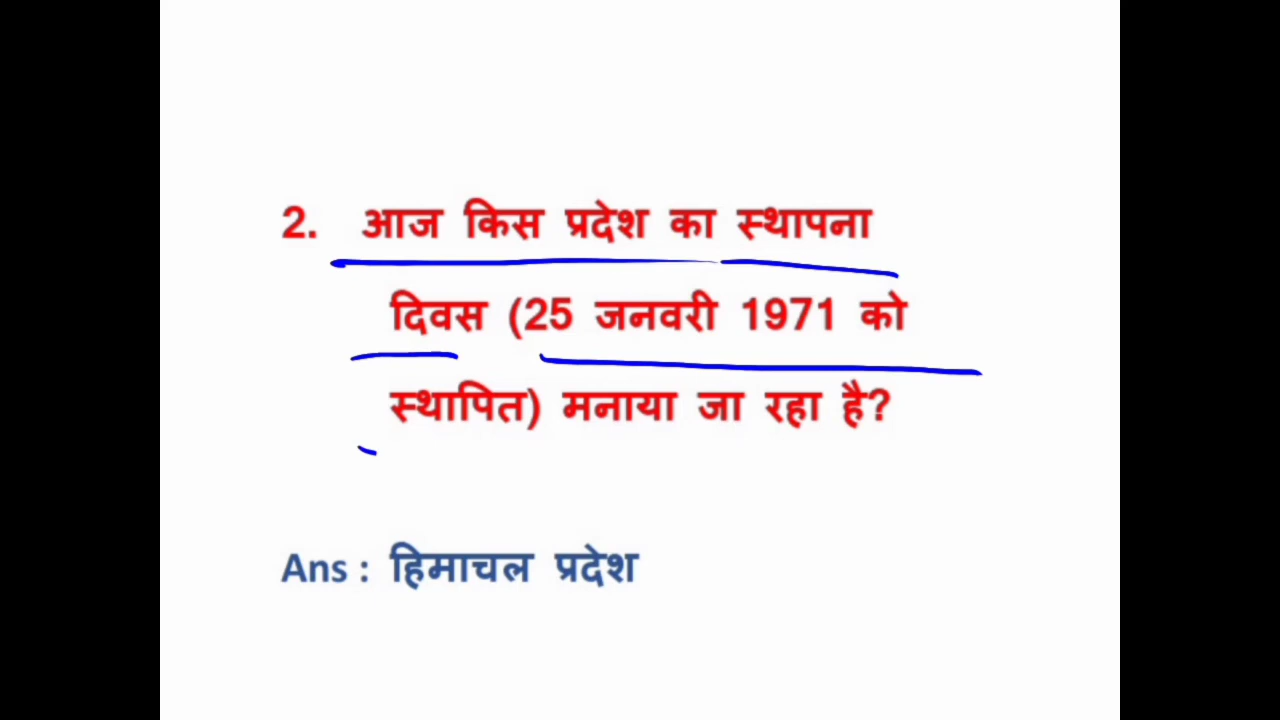 2. आज किस प्रदेश का स्थापना
दिवस (25 जनवरी 1971 को
स्थापित) मनाया जा रहा है?
Ans : हिमाचल प्रदेश